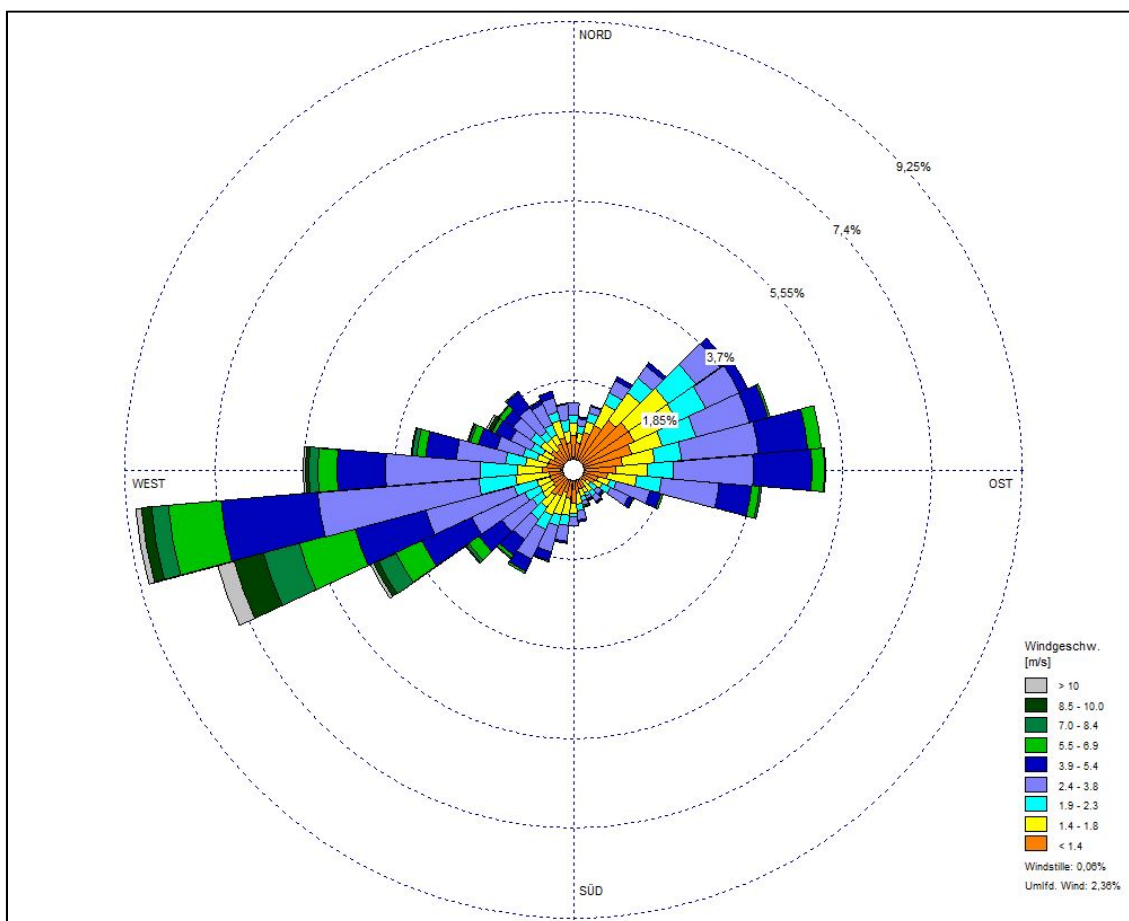 NORD
9,25%
7,4%
5,55%
3,7%
1,85%
WEST
OST
SÜD
Windgeschw.
[m/s]
> 10
8.5 - 10.0
7.0 - 8.4
5.5 - 6.9
3.9 - 5.4
2.4 - 3.8
1.9 - 2.3
1.4 - 1.8
< 1.4
Windstille: 0,06%
Umlfd. Wind: 2,36%